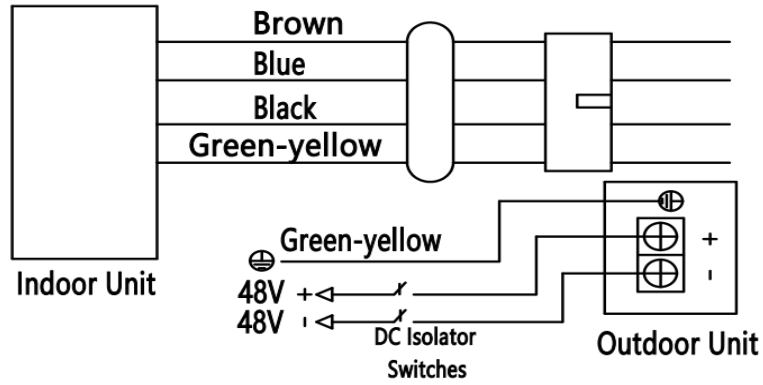 Brown
Blue
Black
Green-yellow
Indoor Unit
Green-yellow
48V +
48V -
DC Isolator
Switches
+
-
Outdoor Unit